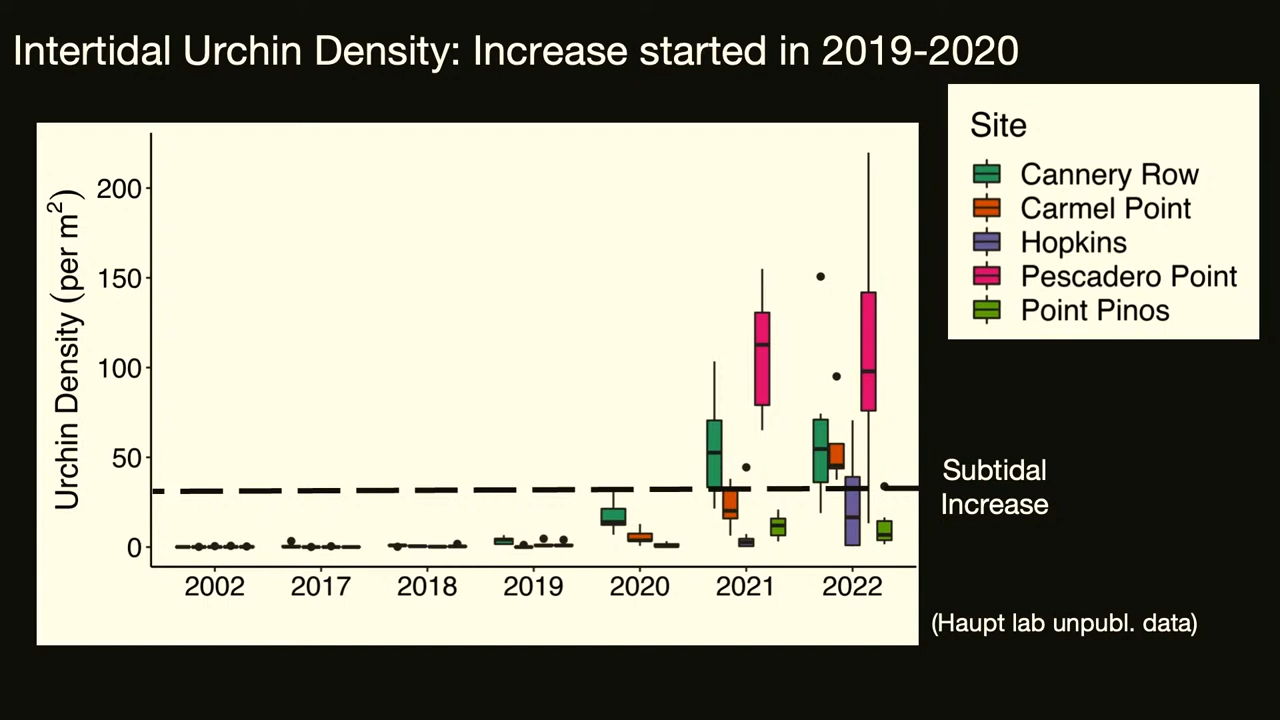 Intertidal Urchin Density: Increase started in 2019-2020
Site
Cannery Row
Carmel Point
Hopkins
Pescadero Point
Point Pinos
Urchin Density (per m²)
200
150
100
50
0
2002 2017 2018 2019 2020 2021 2022
Subtidal
Increase
(Haupt lab unpubl. data)